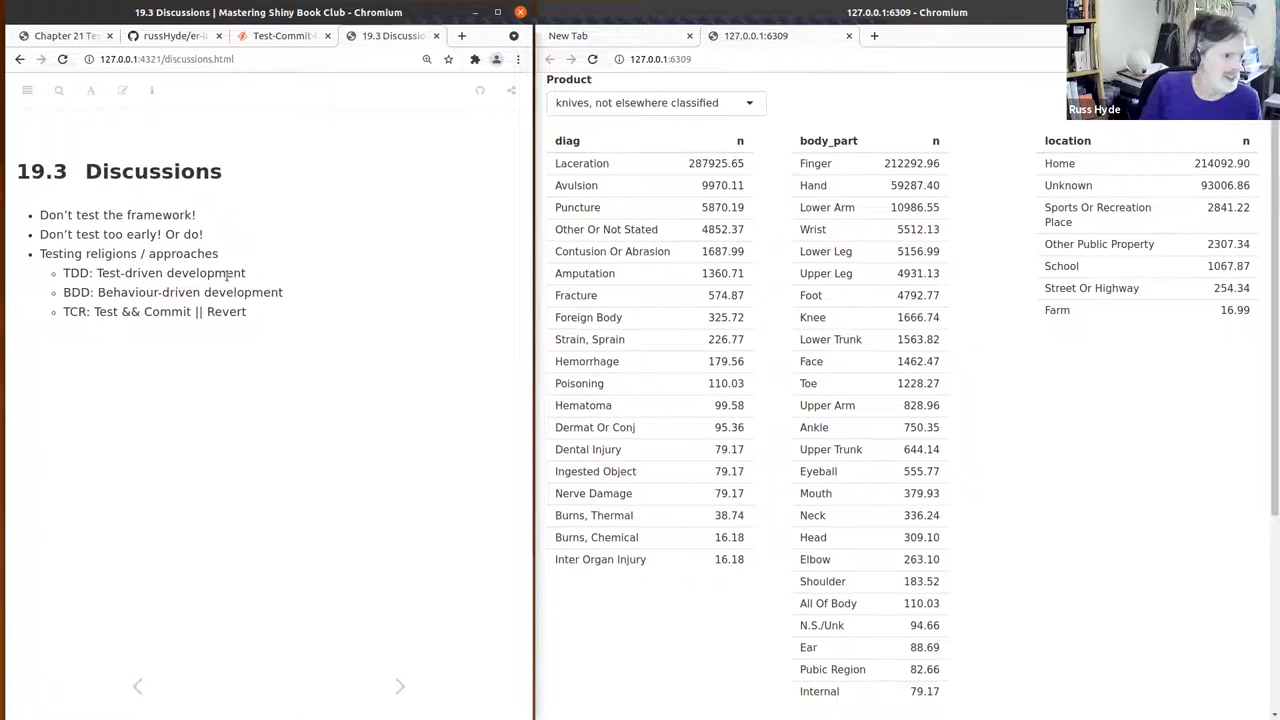 19.3 Discussions | Mastering Shiny Book Club - Chromium
127.0.0.1:6309 - Chromium
Chapter 21 Te
russHyde/er-
Test-Commit-
19.3 Discussio
New Tab
127.0.0.1:6309
127.0.0.1:4321/discussions.html
127.0.0.1:6309
Russ Hyde
19.3 Discussions
Don't test the framework!
Don't test too early! Or do!
Testing religions / approaches
TDD: Test-driven development
BDD: Behaviour-driven development
TCR: Test && Commit || Revert
Product
knives, not elsewhere classified
diag n
Laceration 287925.65
Avulsion 9970.11
Puncture 5870.19
Other Or Not Stated 4852.37
Contusion Or Abrasion 1687.99
Amputation 1360.71
Fracture 574.87
Foreign Body 325.72
Strain, Sprain 226.77
Hemorrhage 179.56
Poisoning 110.03
Hematoma 99.58
Dermat Or Conj 95.36
Dental Injury 79.17
Ingested Object 79.17
Nerve Damage 79.17
Burns, Thermal 38.74
Burns, Chemical 16.18
Inter Organ Injury 16.18
body_part n
Finger 212292.96
Hand 59287.40
Lower Arm 10986.55
Wrist 5512.13
Lower Leg 5156.99
Upper Leg 4931.13
Foot 4792.77
Knee 1666.74
Lower Trunk 1563.82
Face 1462.47
Toe 1228.27
Upper Arm 828.96
Ankle 750.35
Upper Trunk 644.14
Eyeball 555.77
Mouth 379.93
Neck 336.24
Head 309.10
Elbow 263.10
Shoulder 183.52
All Of Body 110.03
N.S./Unk 94.66
Ear 88.69
Pubic Region 82.66
Internal 79.17
location n
Home 214092.90
Unknown 93006.86
Sports Or Recreation 2841.22
Place
Other Public Property 2307.34
School 1067.87
Street Or Highway 254.34
Farm 16.99